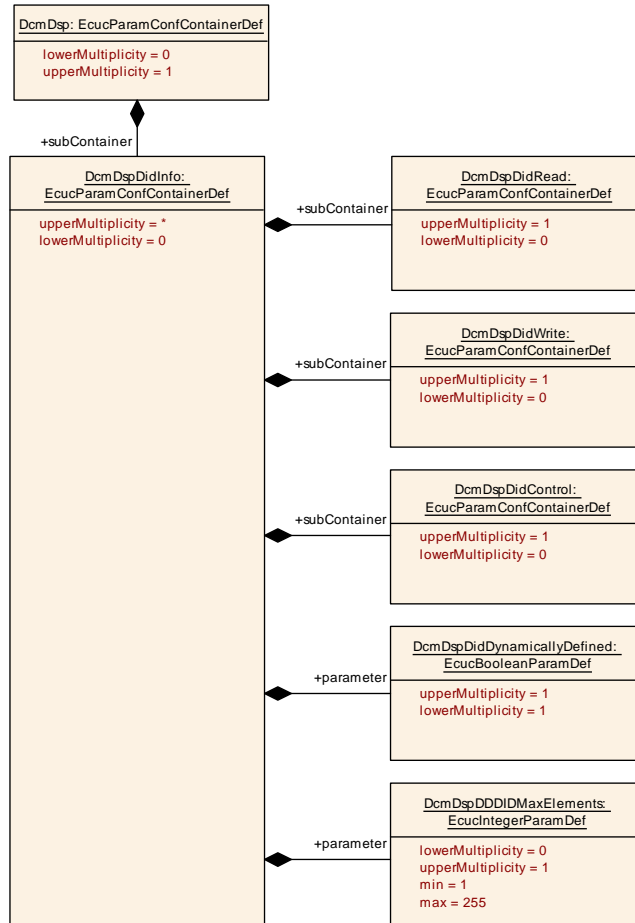 DcmDsp: EcucParamConfContainerDef
lowerMultiplicity = 0
upperMultiplicity = 1
+subContainer
DcmDspDidInfo:
EcucParamConfContainerDef
upperMultiplicity = *
lowerMultiplicity = 0
+subContainer
DcmDspDidRead:
EcucParamConfContainerDef
upperMultiplicity = 1
lowerMultiplicity = 0
+subContainer
DcmDspDidWrite:
EcucParamConfContainerDef
upperMultiplicity = 1
lowerMultiplicity = 0
+subContainer
DcmDspDidControl:
EcucParamConfContainerDef
upperMultiplicity = 1
lowerMultiplicity = 0
+parameter
DcmDspDidDynamicallyDefined:
EcucBooleanParamDef
upperMultiplicity = 1
lowerMultiplicity = 1
+parameter
DcmDspDDDIDMaxElements:
EcucIntegerParamDef
lowerMultiplicity = 0
upperMultiplicity = 1
min = 1
max = 255